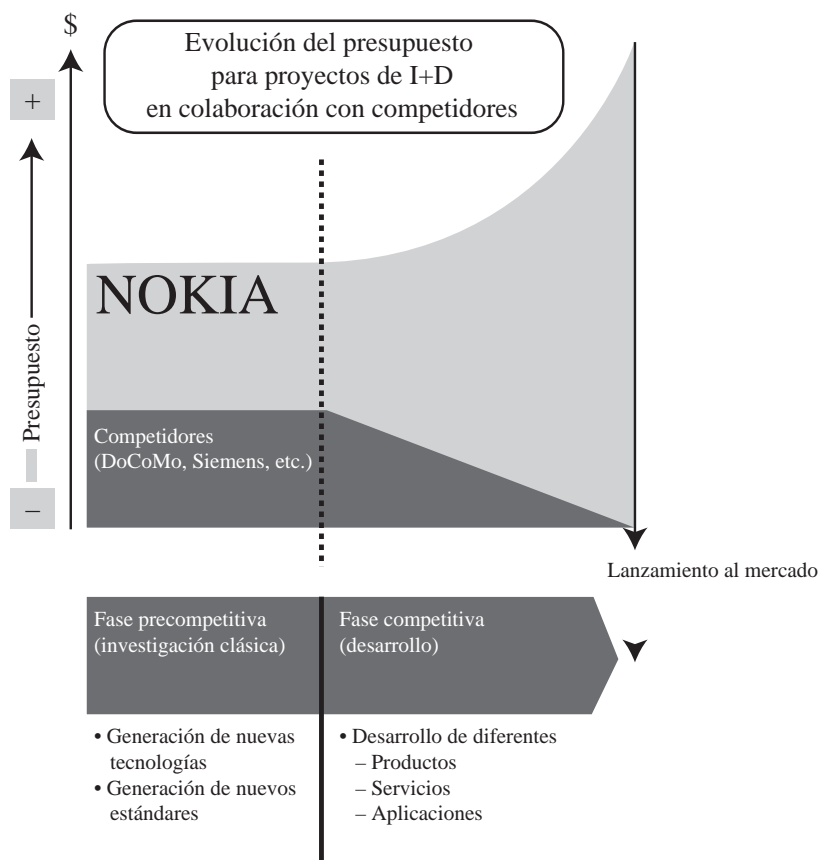 $
Evolución del presupuesto
para proyectos de I+D
en colaboración con competidores
+
Presupuesto
–
NOKIA
Competidores
(DoCoMo, Siemens, etc.)
Lanzamiento al mercado
Fase precompetitiva
(investigación clásica)
Fase competitiva
(desarrollo)
• Generación de nuevas
tecnologías
• Generación de nuevos
estándares
• Desarrollo de diferentes
– Productos
– Servicios
– Aplicaciones